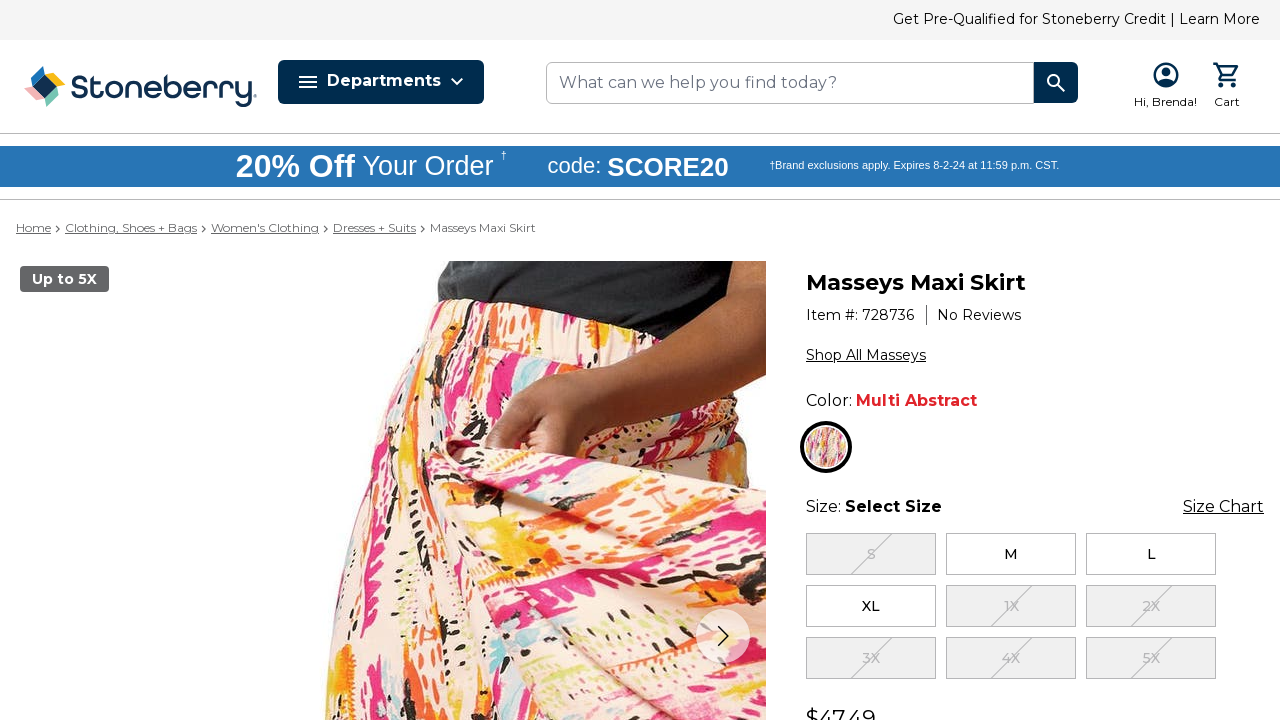 Get Pre-Qualified for Stoneberry Credit | Learn More
Stoneberry®
Departments
What can we help you find today?
Hi, Brenda!
Cart
20% Off Your Order † code: SCORE20 †Brand exclusions apply. Expires 8-2-24 at 11:59 p.m. CST.
Home > Clothing, Shoes + Bags > Women's Clothing > Dresses + Suits > Masseys Maxi Skirt
Up to 5X
Masseys Maxi Skirt
Item #: 728736 | No Reviews
Shop All Masseys
Color: Multi Abstract
Size: Select Size
Size Chart
S
M
L
XL
1X
2X
3X
4X
5X
$47.49